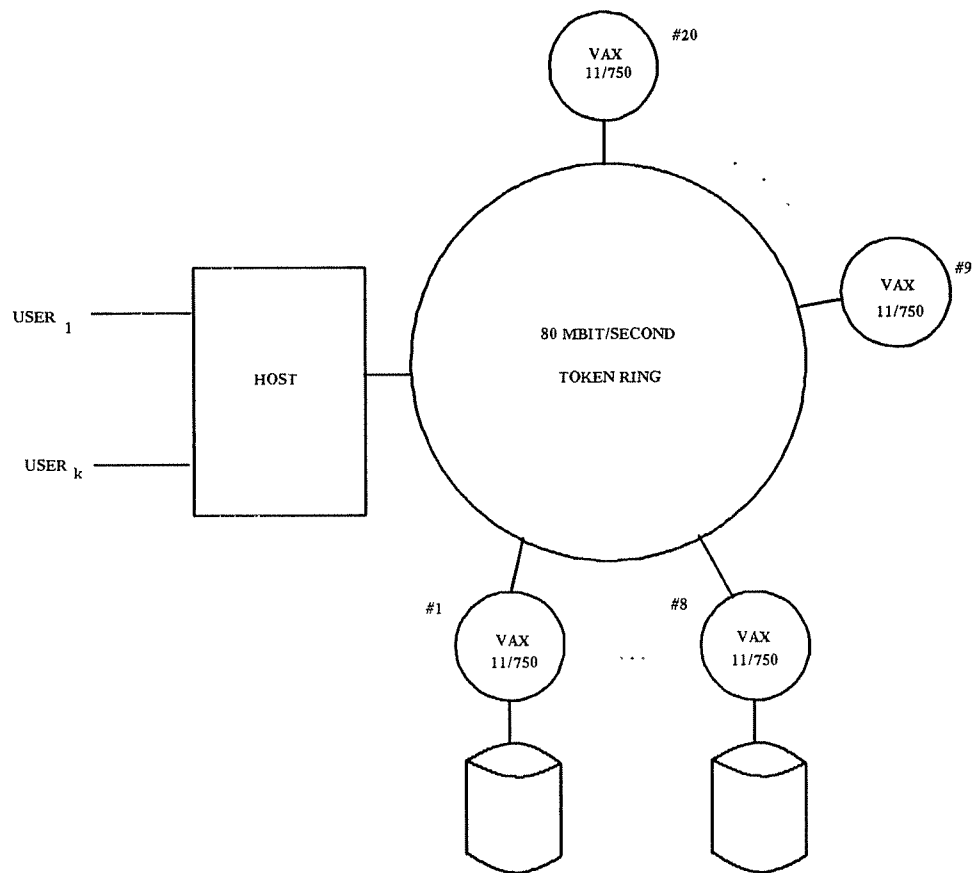 #20
VAX
11/750
#9
VAX
11/750
USER 1
80 MBIT/SECOND
TOKEN RING
HOST
USER k
#1
VAX
11/750
...
#8
VAX
11/750